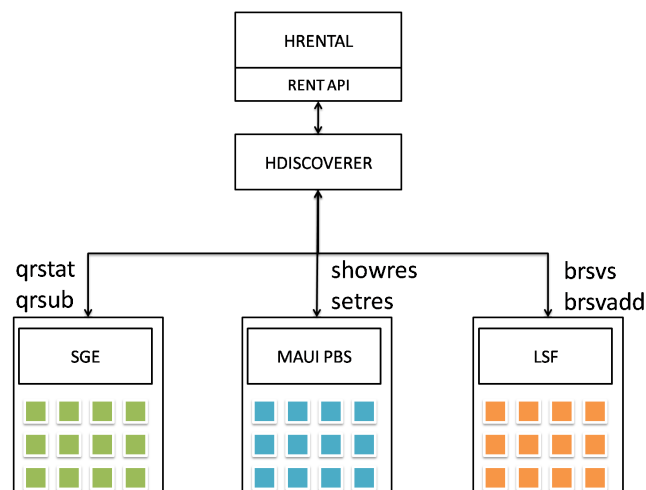 HRENTAL
RENT API
HDISCOVERER
qrstat
qrsub
showres
setres
brsvs
brsvadd
SGE
MAUI PBS
LSF